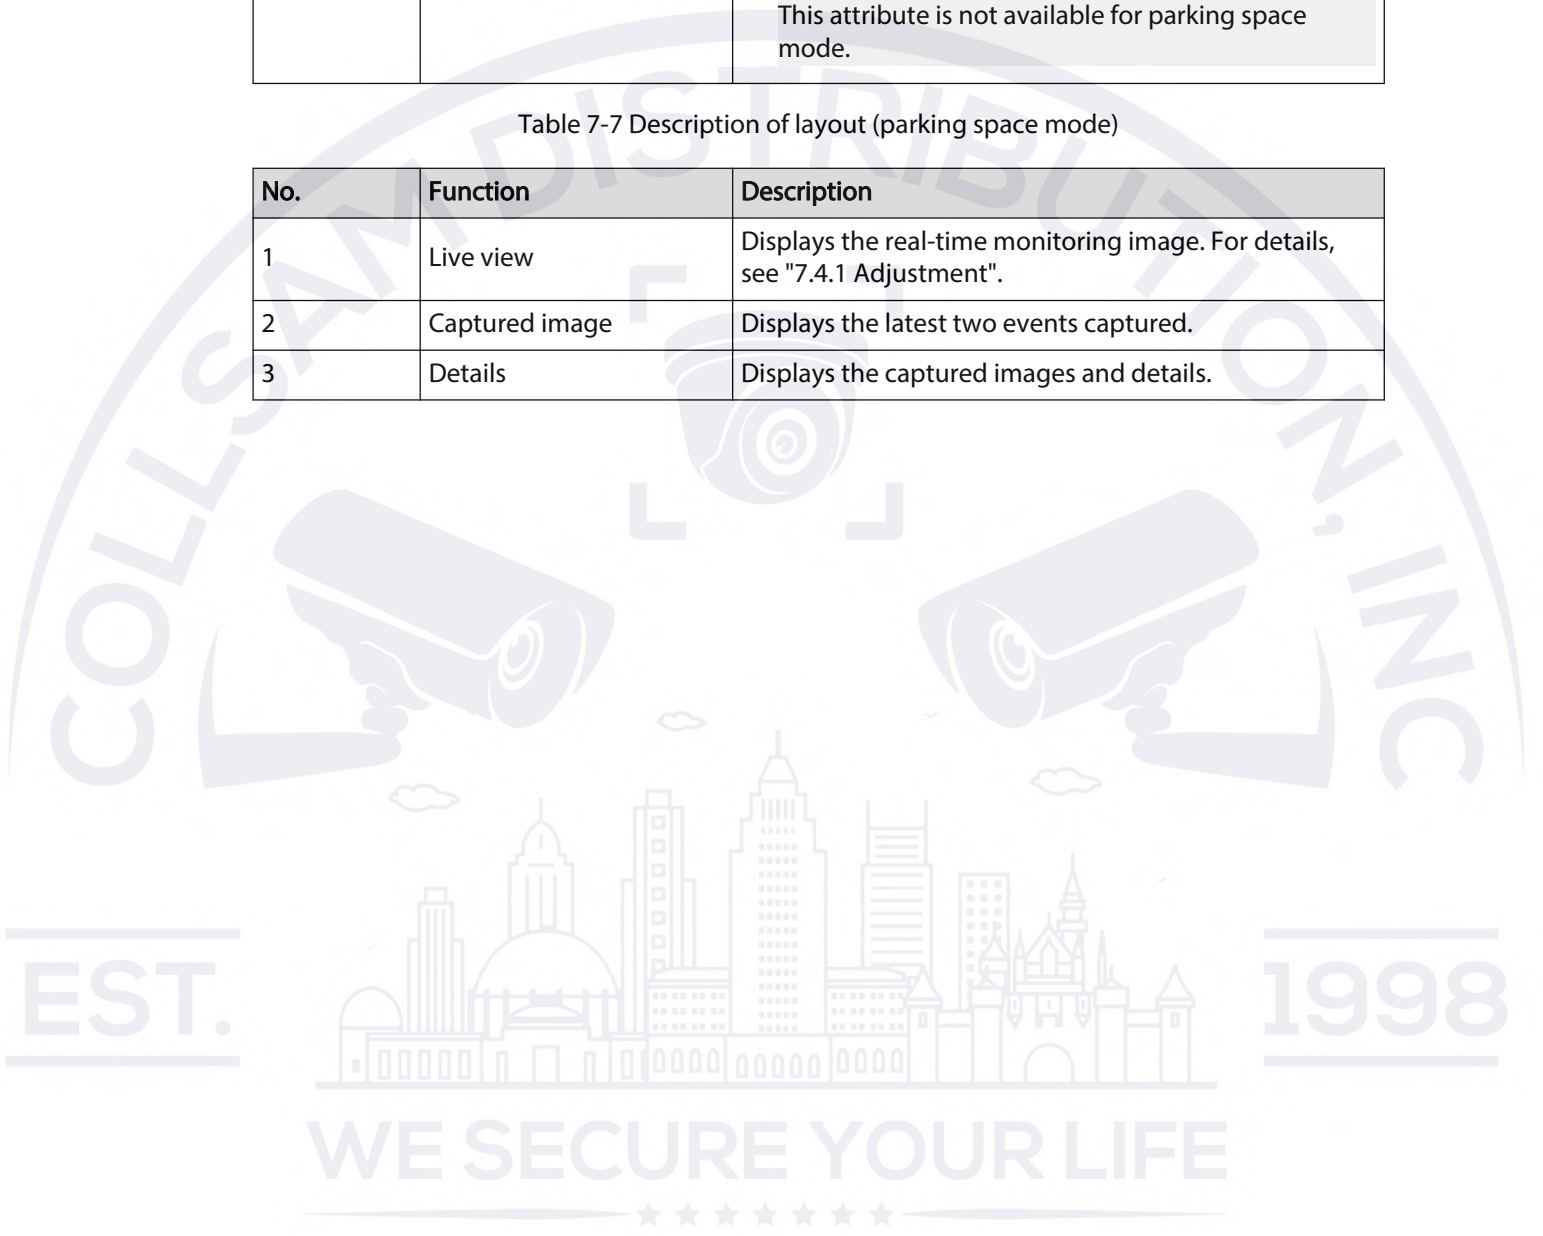 This attribute is not available for parking space
mode.
Table 7-7 Description of layout (parking space mode)
No. Function Description
1 Live view Displays the real-time monitoring image. For details,
see "7.4.1 Adjustment".
2 Captured image Displays the latest two events captured.
3 Details Displays the captured images and details.
COLLSAM DISTRIBUTION, INC
EST. 1998
WE SECURE YOUR LIFE